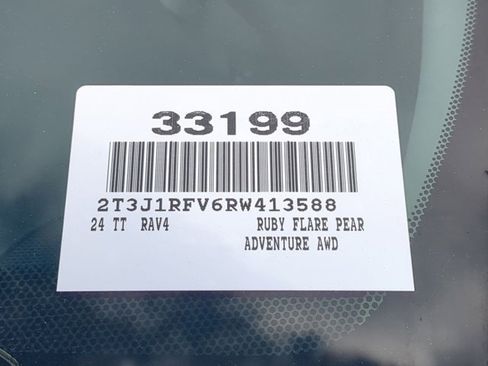 33199
2T3J1RFV6RW413588
24 TT RAV4 RUBY FLARE PEAR
ADVENTURE AWD